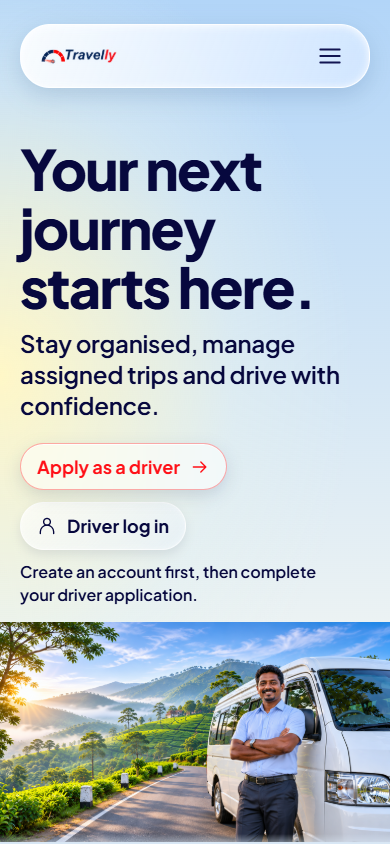 Travelly
Your next
journey
starts here.
Stay organised, manage
assigned trips and drive with
confidence.
Apply as a driver →
Driver log in
Create an account first, then complete
your driver application.